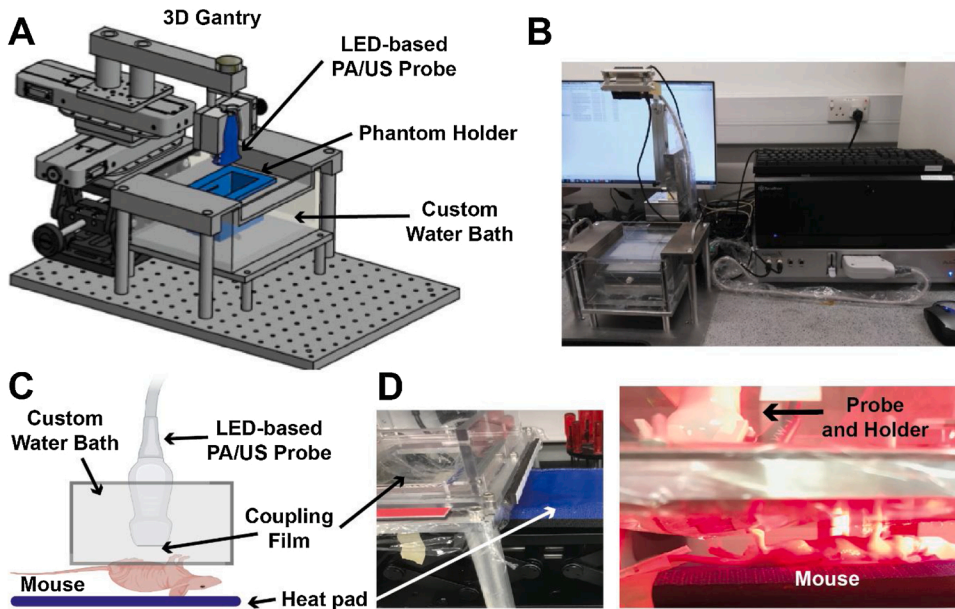 3D Gantry
A
LED-based
PA/US Probe
Phantom Holder
Custom
Water Bath
B
C
Custom
Water Bath
LED-based
PA/US Probe
Coupling
Film
Mouse
Heat pad
D
Probe
and Holder
Mouse